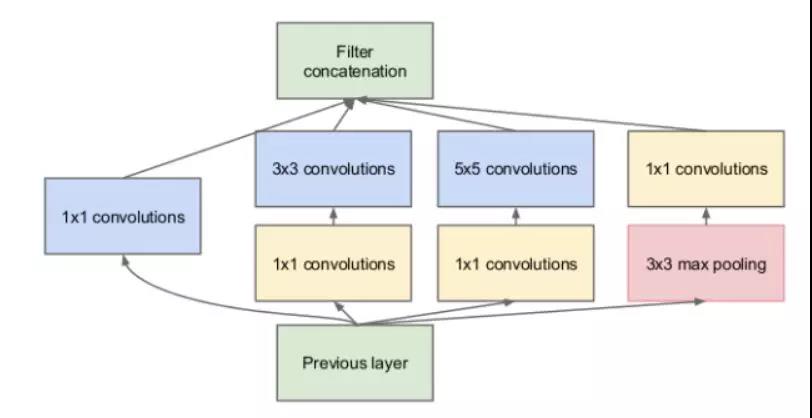 Filter
concatenation
3x3 convolutions
5x5 convolutions
1x1 convolutions
1x1 convolutions
1x1 convolutions
1x1 convolutions
3x3 max pooling
Previous layer